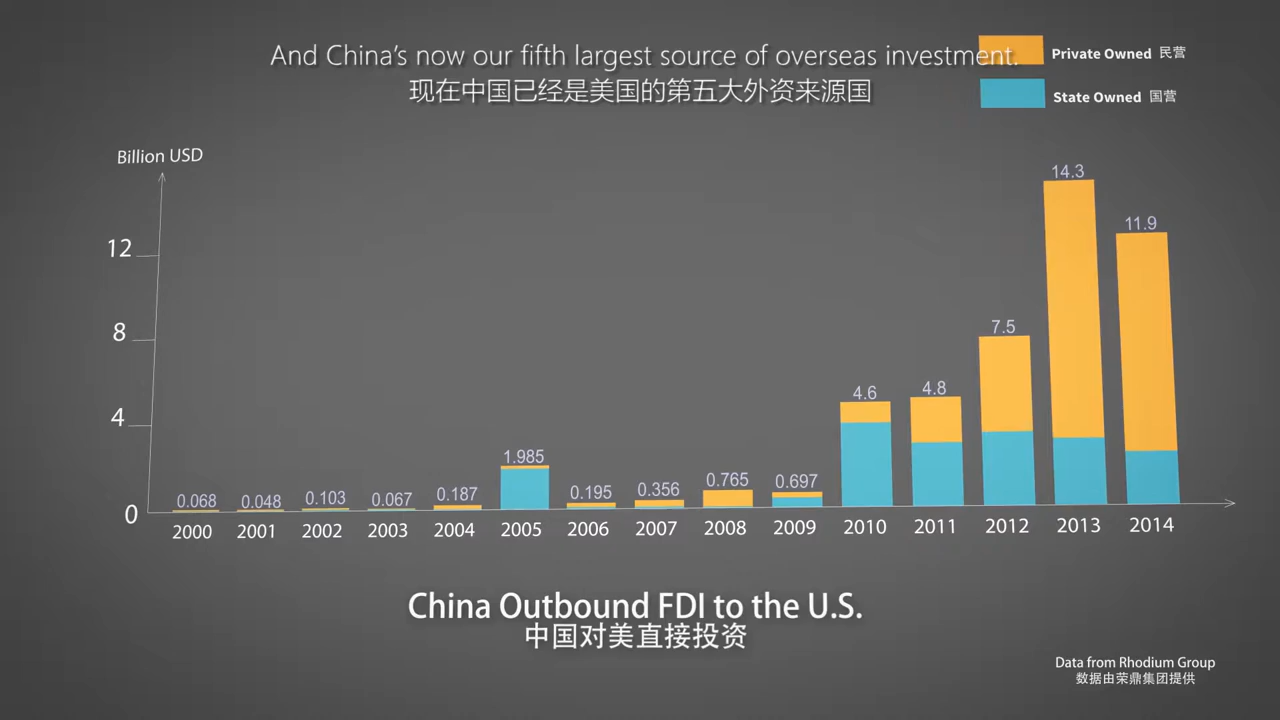 And China's now our fifth largest source of overseas investment.
现在中国已经是美国的第五大外资来源国
Private Owned 民营
State Owned 国营
Billion USD
12
8
4
0
0.068 0.048 0.103 0.067 0.187 1.985 0.195 0.356 0.765 0.697 4.6 4.8 7.5 14.3 11.9
2000 2001 2002 2003 2004 2005 2006 2007 2008 2009 2010 2011 2012 2013 2014
China Outbound FDI to the U.S.
中国对美直接投资
Data from Rhodium Group
数据由荣鼎集团提供